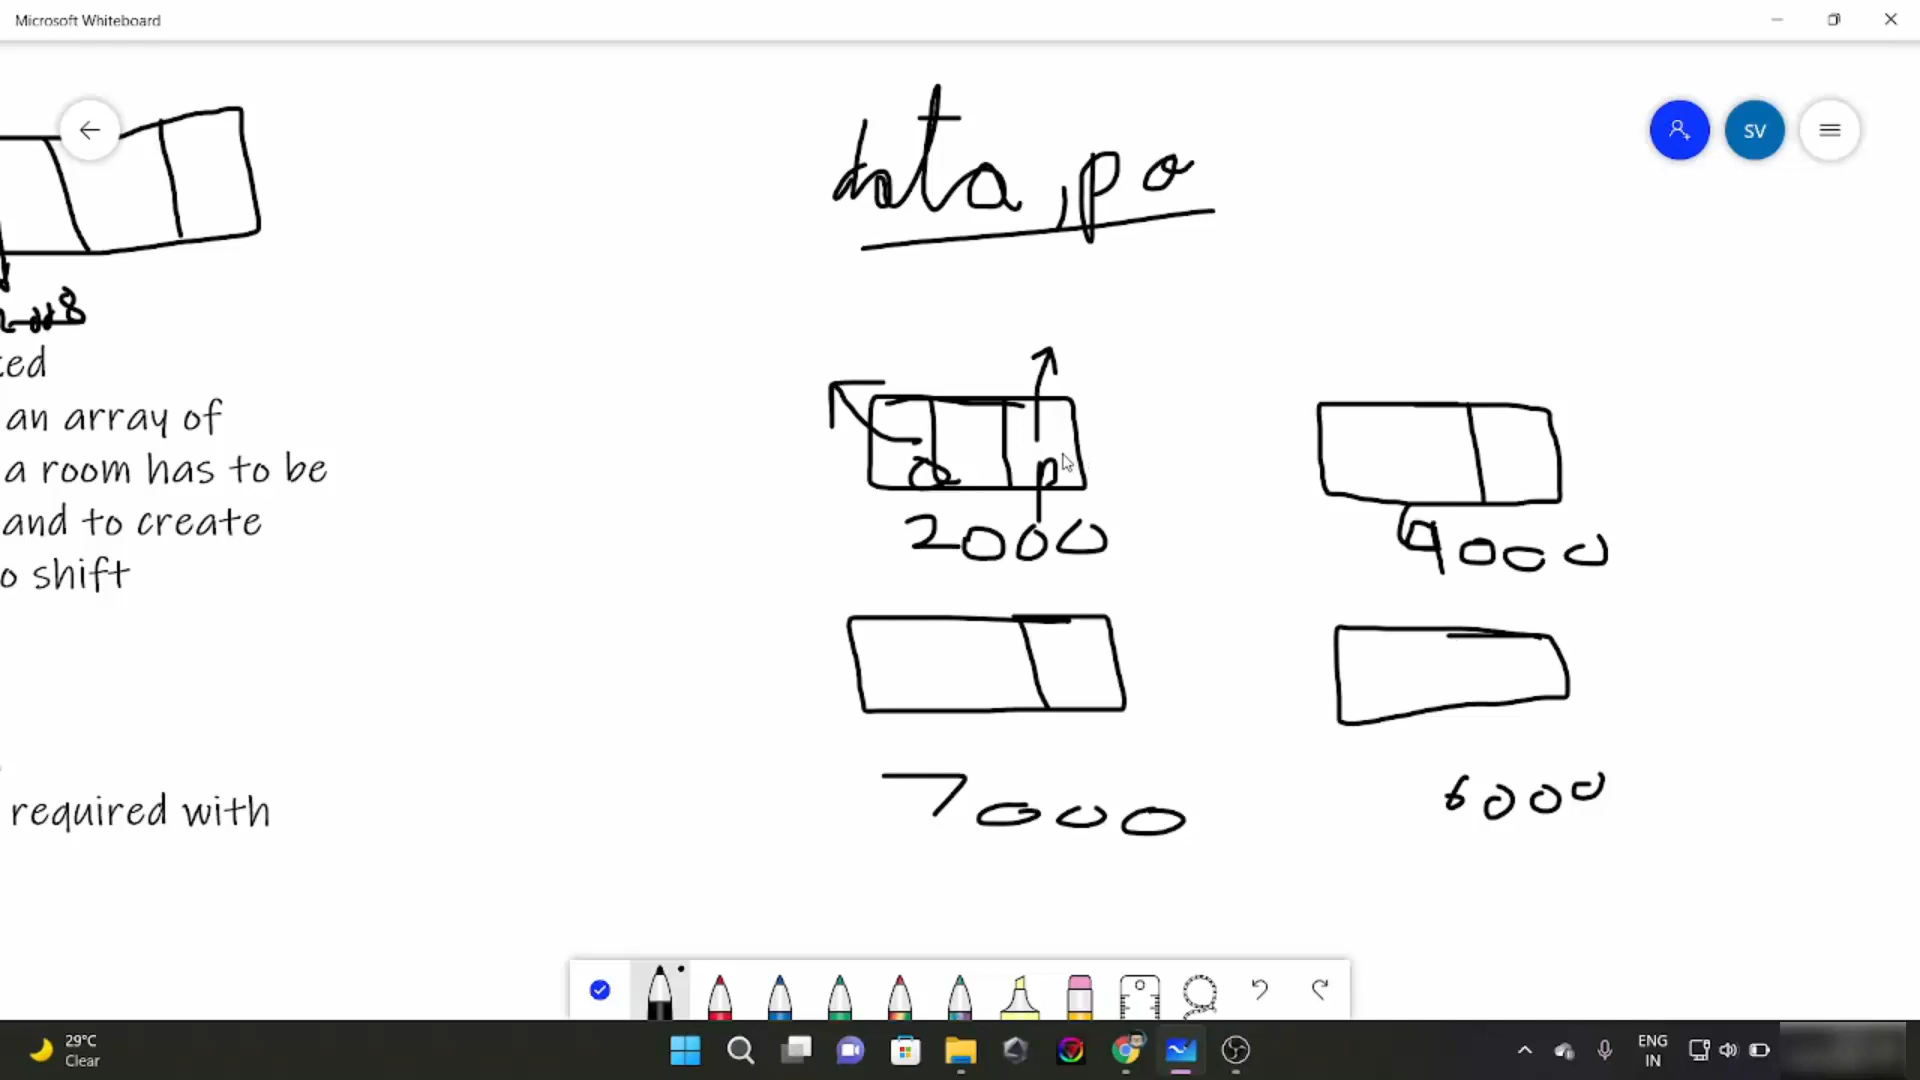 Microsoft Whiteboard
SV
data, po
ed
an array of
a room has to be
and to create
o shift
required with
a
p
2000
9000
7000
6000
29°C
Clear
ENG
IN